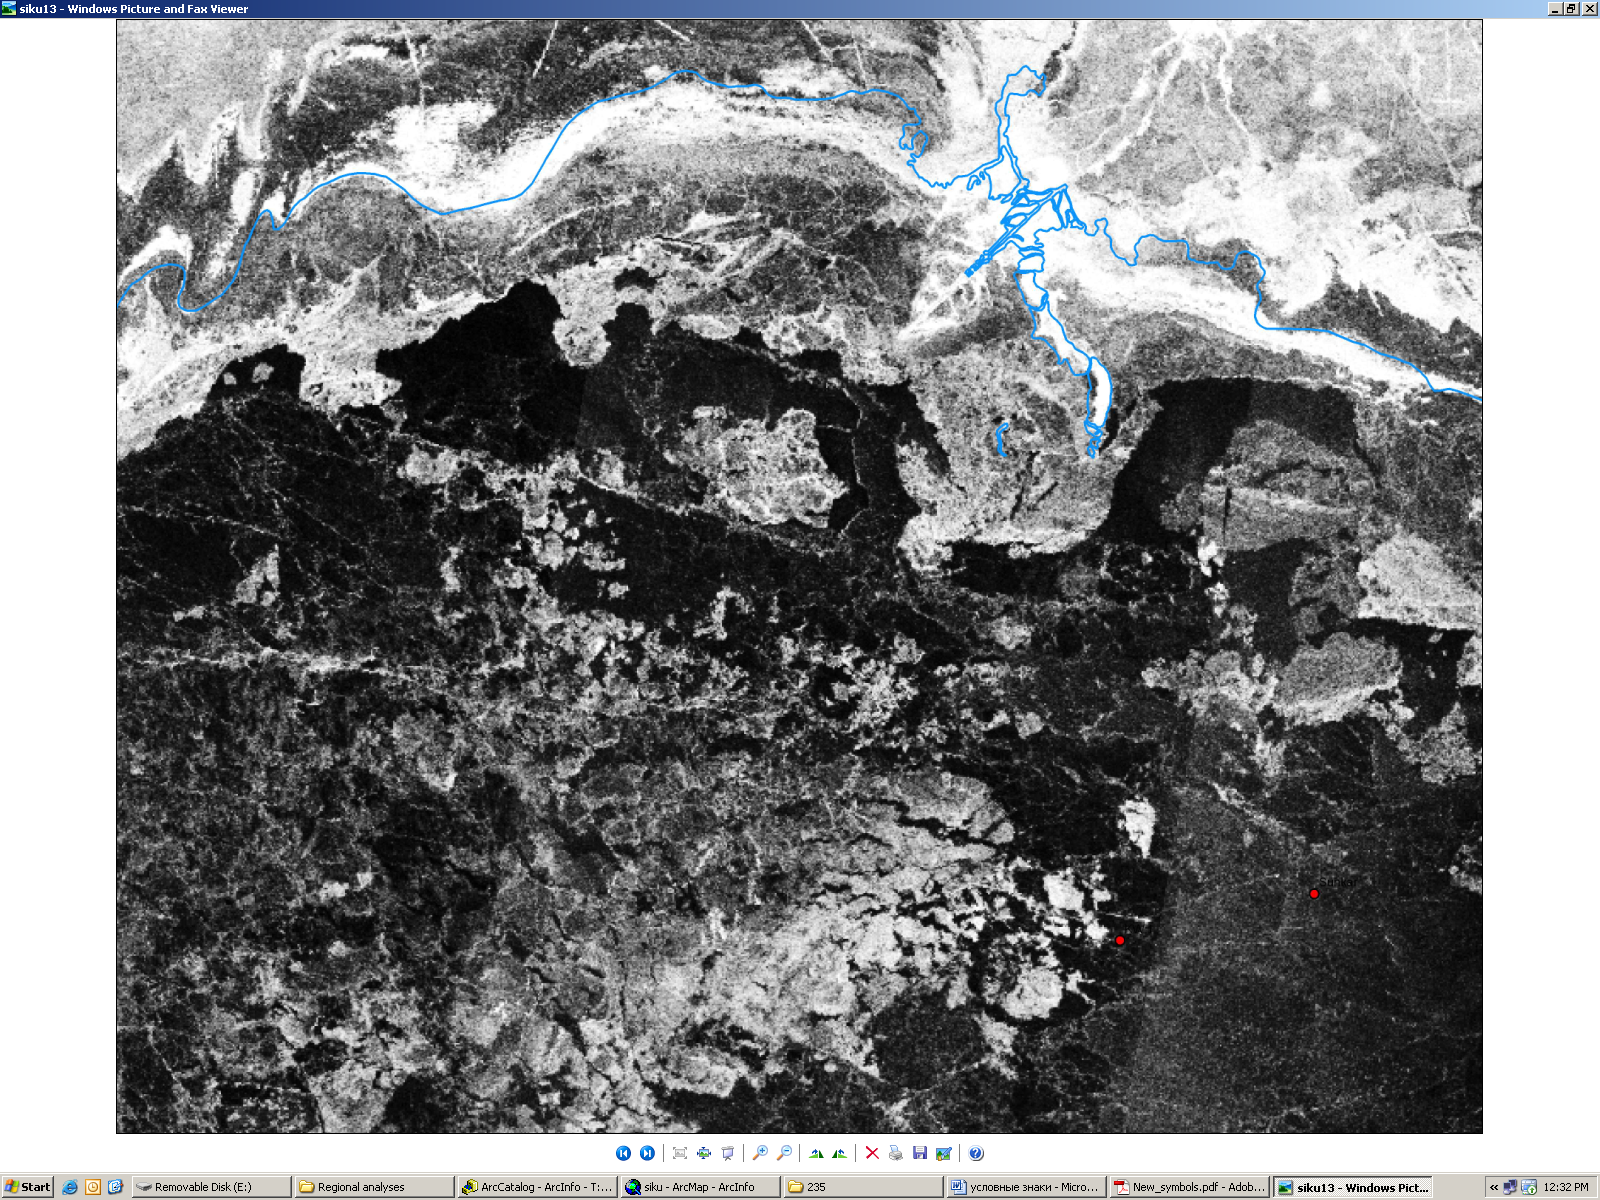 siku13 - Windows Picture and Fax Viewer
Start
Removable Disk (E:)
Regional analyses
ArcCatalog - ArcInfo - T:...
siku - ArcMap - ArcInfo
235
условные знаки - Micro...
New_symbols.pdf - Adob...
siku13 - Windows Pict...
12:32 PM